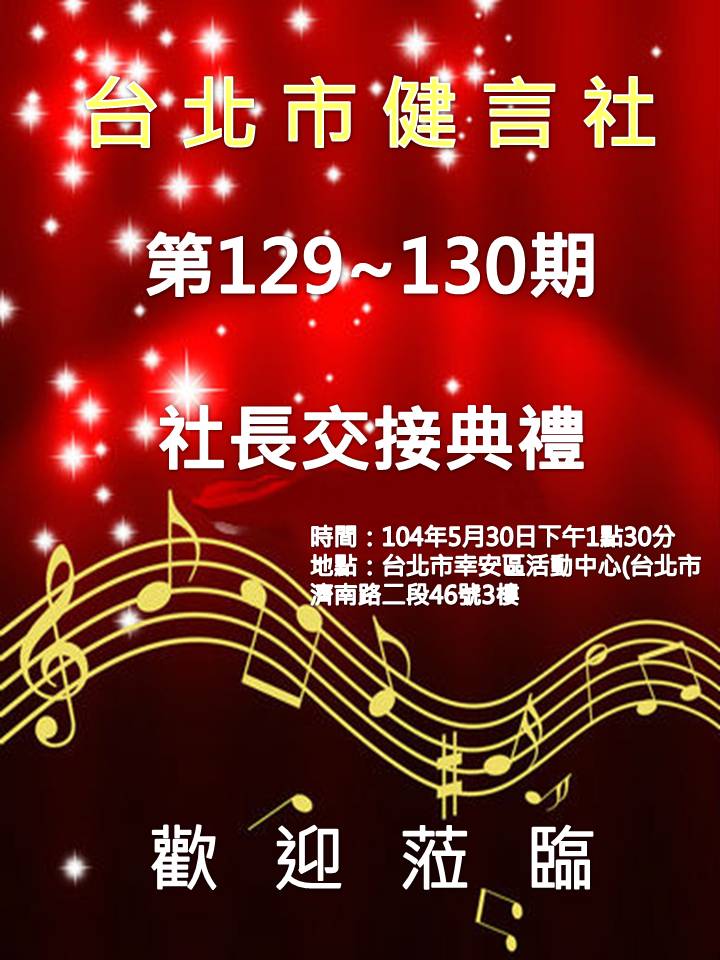 台北市健言社
第129~130期
社長交接典禮
時間：104年5月30日下午1點30分
地點：台北市幸安區活動中心(台北市
濟南路二段46號3樓
歡迎蒞臨